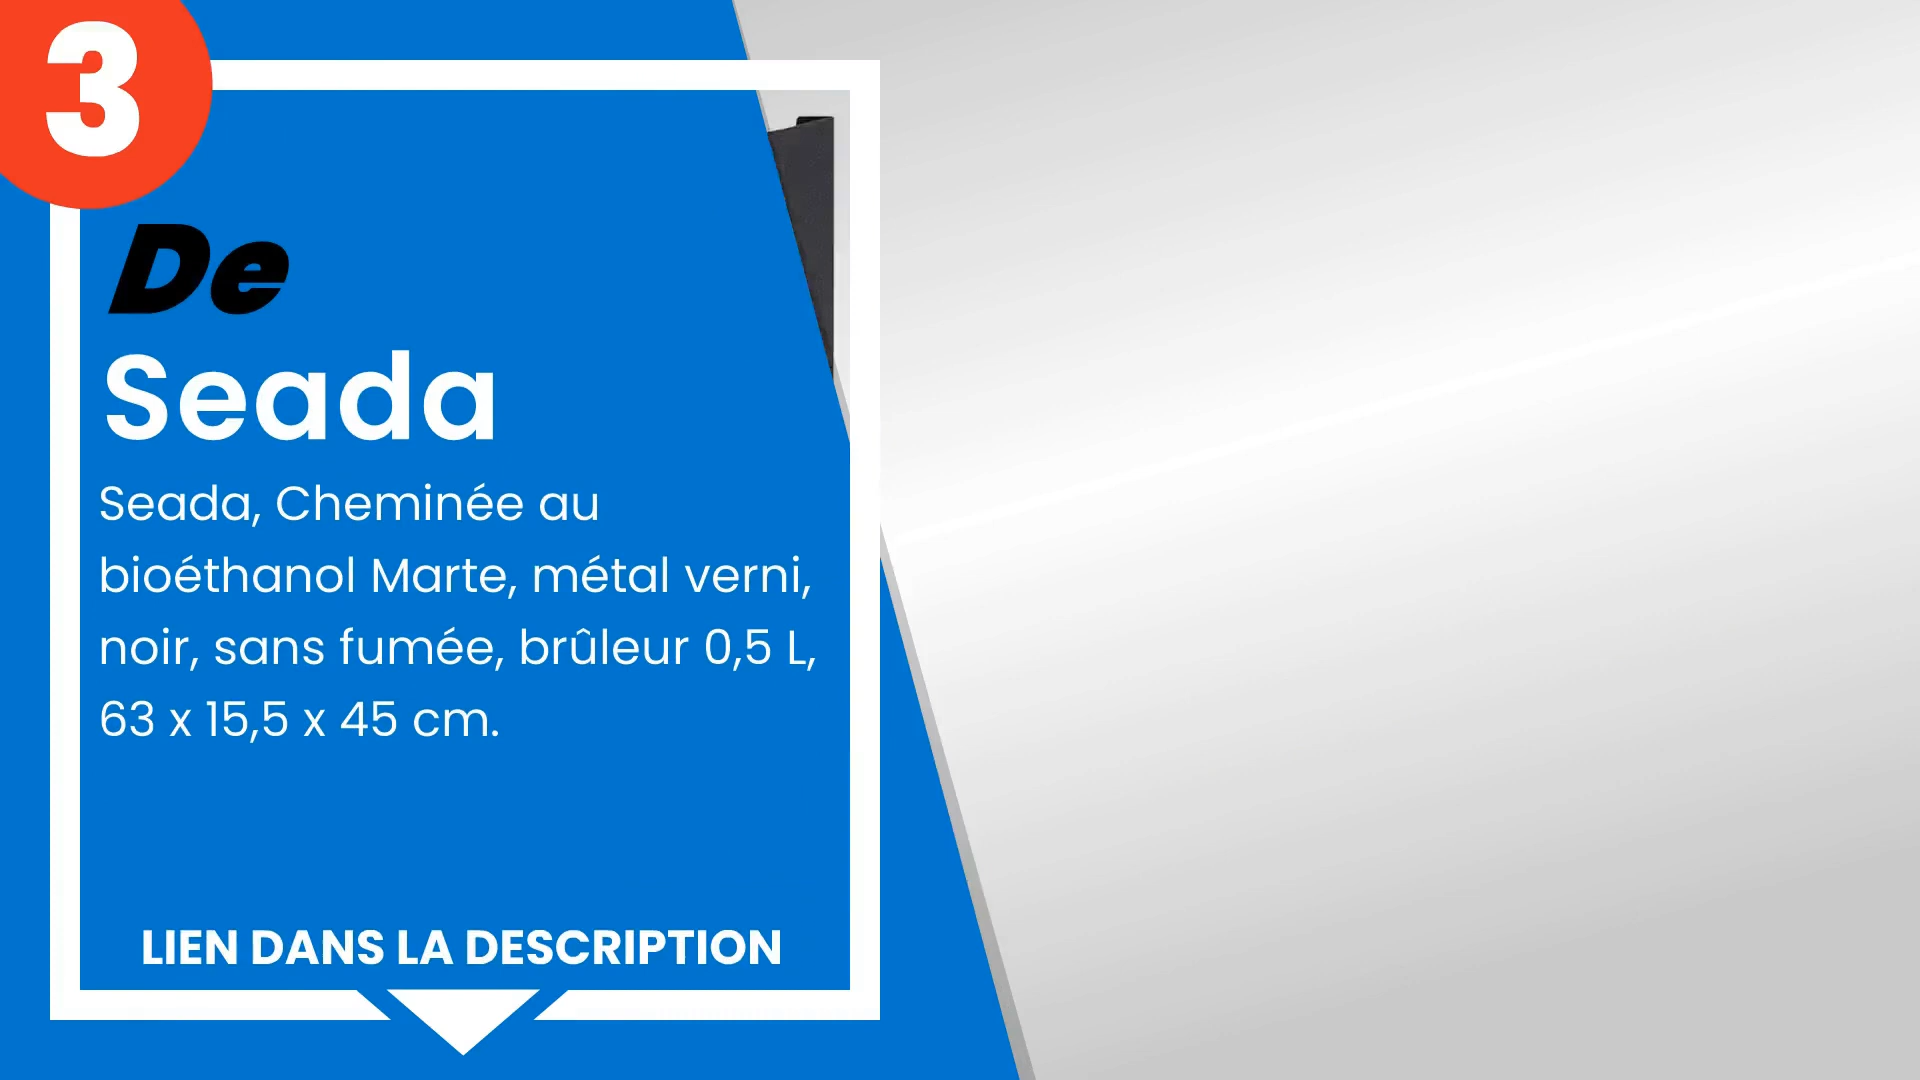 3
De
Seada
Seada, Cheminée au
bioéthanol Marte, métal verni,
noir, sans fumée, brûleur 0,5 L,
63 x 15,5 x 45 cm.
LIEN DANS LA DESCRIPTION